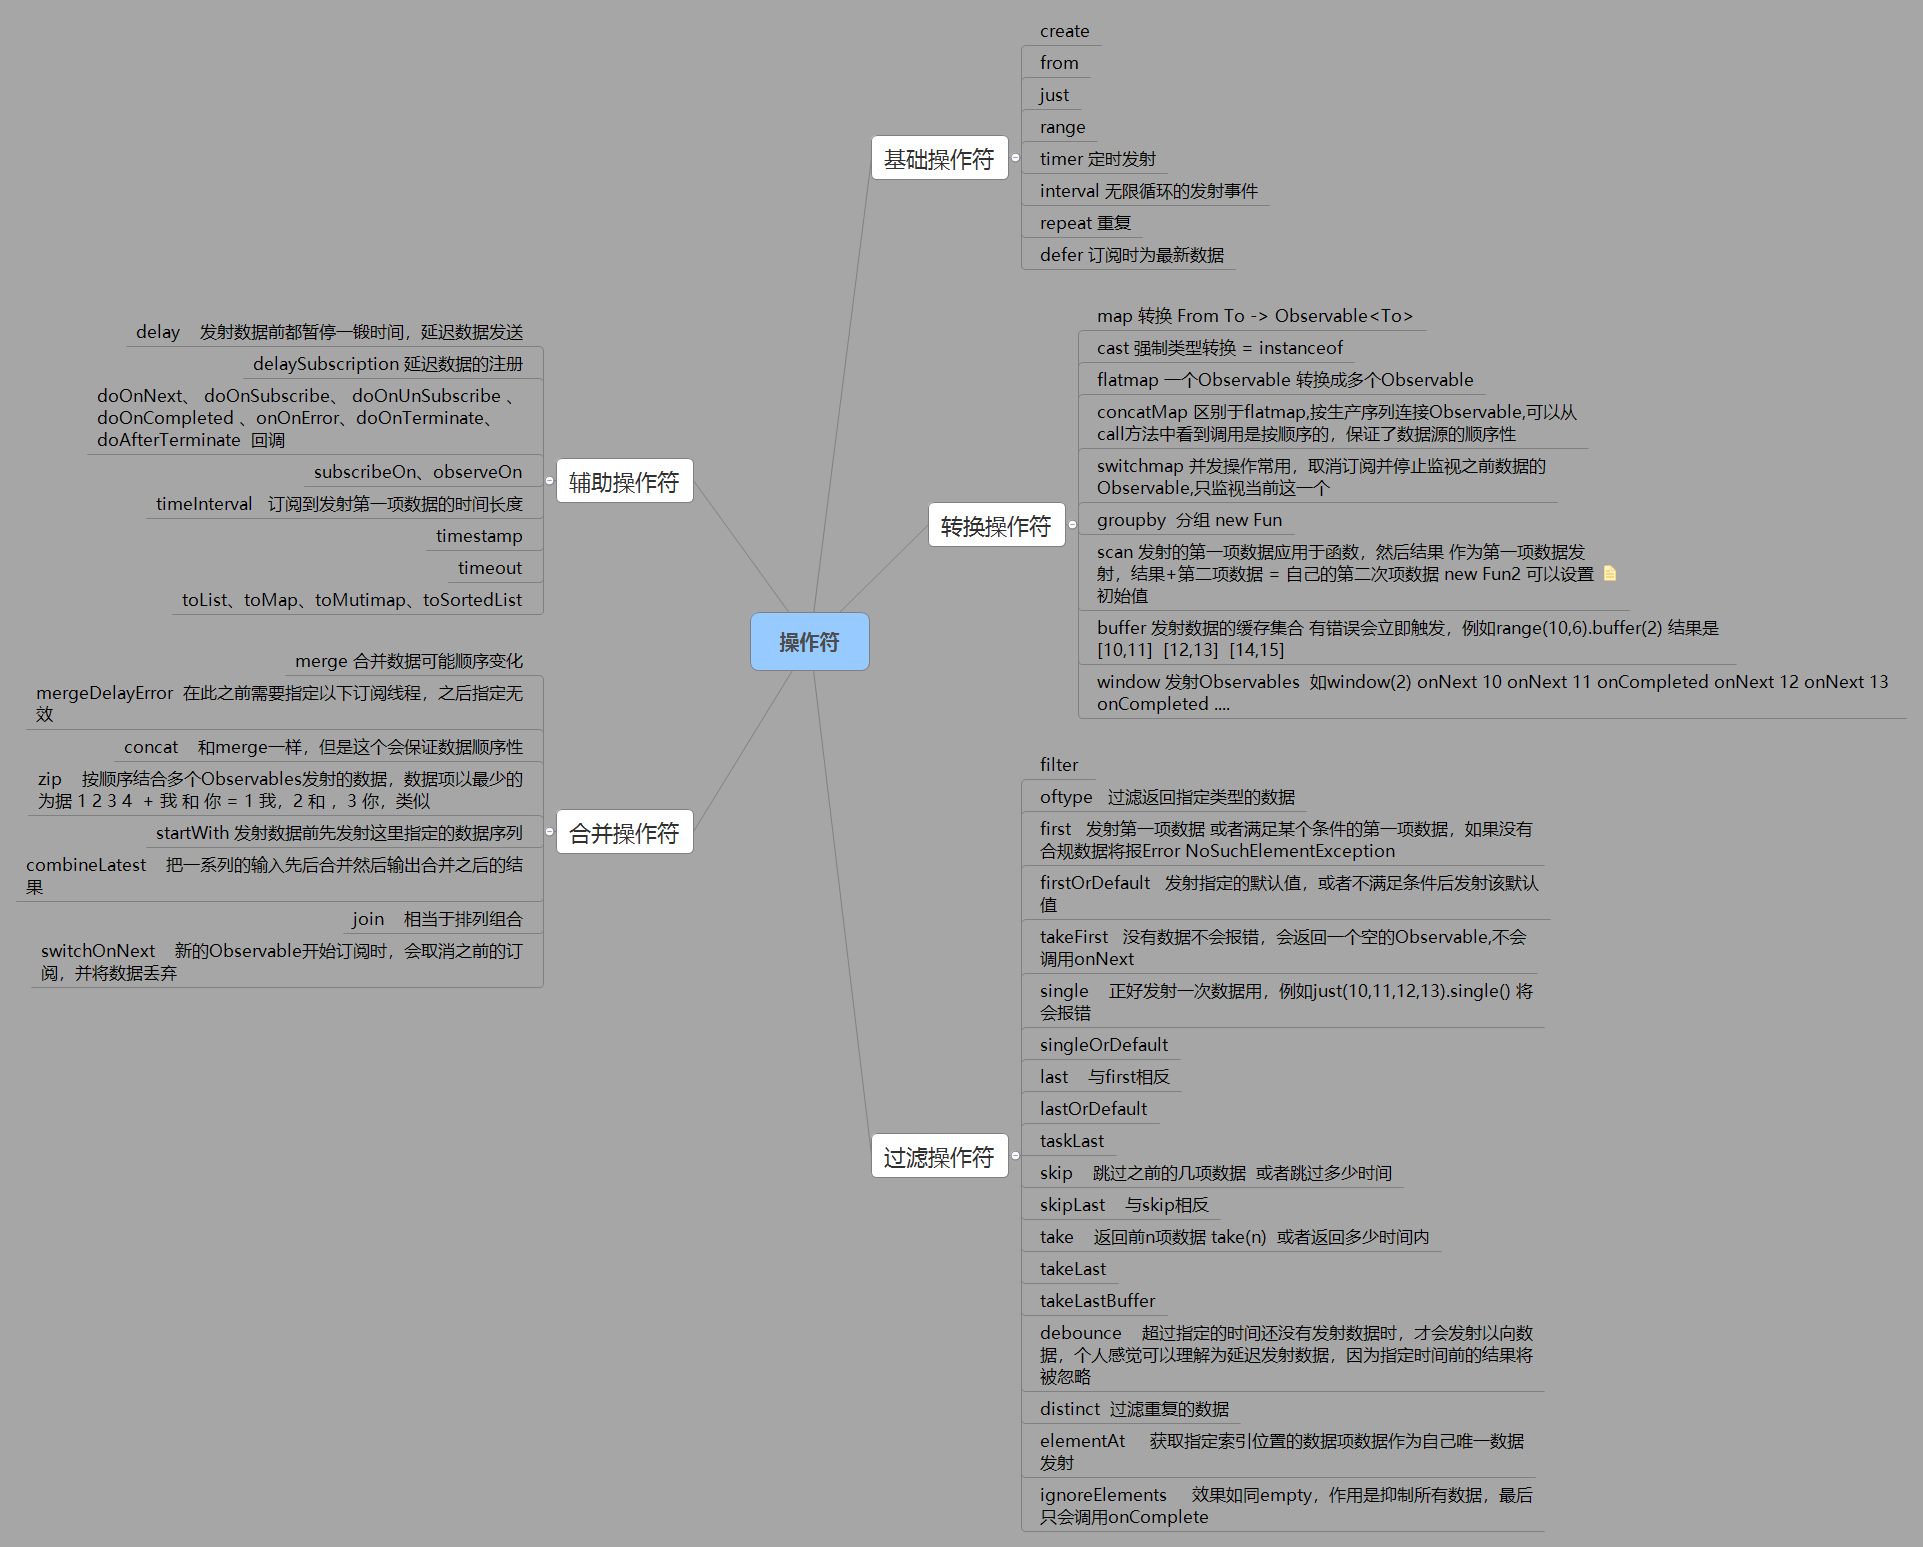 操作符
基础操作符
create
from
just
range
timer 定时发射
interval 无限循环的发射事件
repeat 重复
defer 订阅时为最新数据
转换操作符
map 转换 From To -> Observable<To>
cast 强制类型转换 = instanceof
flatmap 一个Observable 转换成多个Observable
concatMap 区别于flatmap,按生产序列连接Observable,可以从
call方法中看到调用是按顺序的，保证了数据源的顺序性
switchmap 并发操作常用，取消订阅并停止监视之前数据的
Observable,只监视当前这一个
groupby 分组 new Fun
scan 发射的第一项数据应用于函数，然后结果 作为第一项数据发
射，结果+第二项数据 = 自己的第二次项数据 new Fun2 可以设置
初始值
buffer 发射数据的缓存集合 有错误会立即触发，例如range(10,6).buffer(2) 结果是
[10,11] [12,13] [14,15]
window 发射Observables 如window(2) onNext 10 onNext 11 onCompleted onNext 12 onNext 13
onCompleted ....
过滤操作符
filter
oftype 过滤返回指定类型的数据
first 发射第一项数据 或者满足某个条件的第一项数据，如果没有
合规数据将报Error NoSuchElementException
firstOrDefault 发射指定的默认值，或者不满足条件后发射该默认
值
takeFirst 没有数据不会报错，会返回一个空的Observable,不会
调用onNext
single 正好发射一次数据用，例如just(10,11,12,13).single() 将
会报错
singleOrDefault
last 与first相反
lastOrDefault
taskLast
skip 跳过之前的几项数据 或者跳过多少时间
skipLast 与skip相反
take 返回前n项数据 take(n) 或者返回多少时间内
takeLast
takeLastBuffer
debounce 超过指定的时间还没有发射数据时，才会发射以向数
据，个人感觉可以理解为延迟发射数据，因为指定时间前的结果将
被忽略
distinct 过滤重复的数据
elementAt 获取指定索引位置的数据项数据作为自己唯一数据
发射
ignoreElements 效果如同empty，作用是抑制所有数据，最后
只会调用onComplete
辅助操作符
delay 发射数据前都暂停一锻时间，延迟数据发送
delaySubscription 延迟数据的注册
doOnNext、 doOnSubscribe、 doOnUnSubscribe 、
doOnCompleted 、onOnError、doOnTerminate、
doAfterTerminate 回调
subscribeOn、observeOn
timeInterval 订阅到发射第一项数据的时间长度
timestamp
timeout
toList、toMap、toMutimap、toSortedList
合并操作符
merge 合并数据可能顺序变化
mergeDelayError 在此之前需要指定以下订阅线程，之后指定无
效
concat 和merge一样，但是这个会保证数据顺序性
zip 按顺序结合多个Observables发射的数据，数据项以最少的
为据 1 2 3 4 + 我 和 你 = 1 我，2 和 ，3 你，类似
startWith 发射数据前先发射这里指定的数据序列
combineLatest 把一系列的输入先后合并然后输出合并之后的结
果
join 相当于排列组合
switchOnNext 新的Observable开始订阅时，会取消之前的订
阅，并将数据丢弃